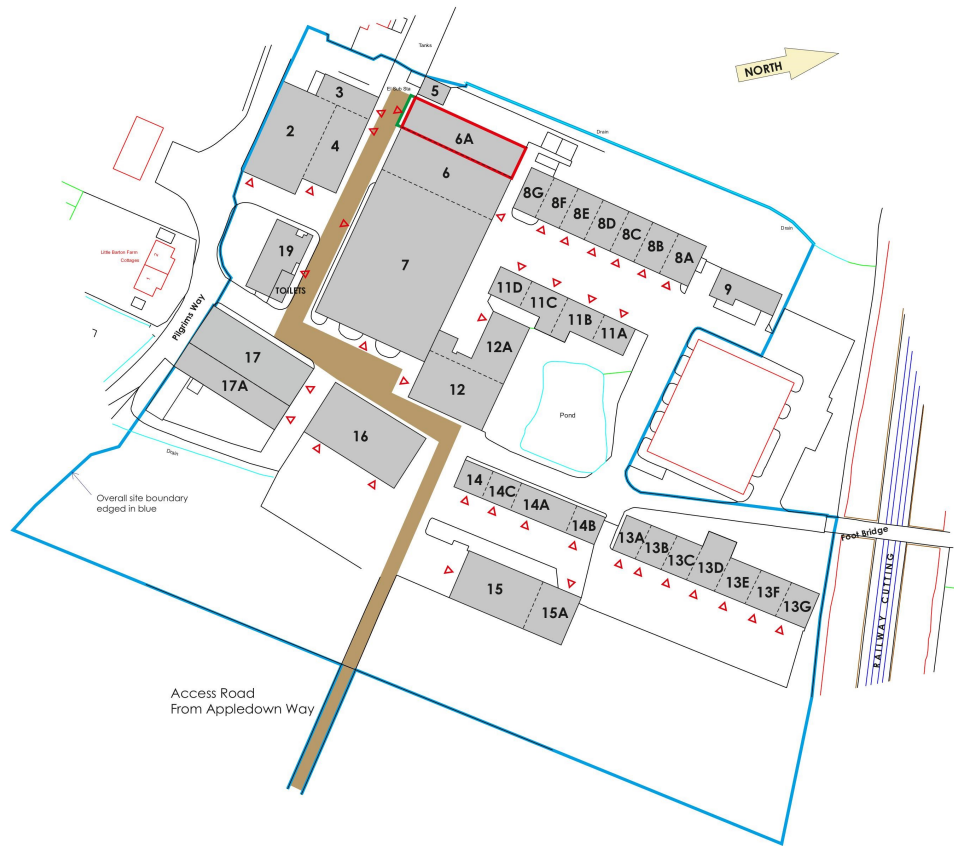 Tanks
NORTH
El Sub Sta
5
3
6A
2
4
6
Drain
8G
8F
8E
8D
8C
8B
8A
Drain
9
19
TOILETS
7
Little Barton Farm
Cottages
Pilgrims Way
11D
11C
11B
11A
12A
12
17
17A
Pond
16
Drain
Overall site boundary
edged in blue
14
14C
14A
14B
13A
13B
13C
13D
13E
13F
13G
Foot Bridge
RAILWAY CUTTING
15
15A
Access Road
From Appledown Way